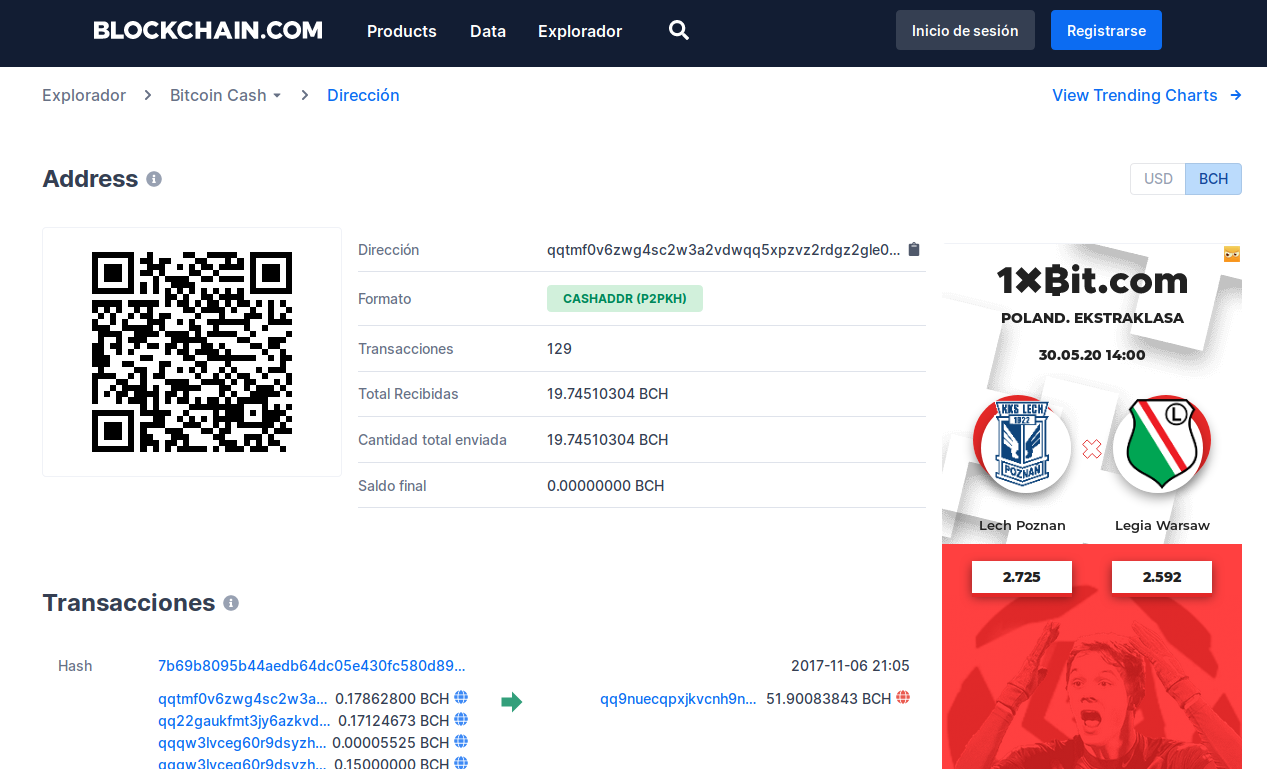 BLOCKCHAIN.COM Products Data Explorador Inicio de sesión Registrarse
Explorador > Bitcoin Cash > Dirección View Trending Charts →
Address USD BCH
Dirección qqtmf0v6zwg4sc2w3a2vdwqq5xpzvz2rdgz2gle0...
Formato CASHADDR (P2PKH)
Transacciones 129
Total Recibidas 19.74510304 BCH
Cantidad total enviada 19.74510304 BCH
Saldo final 0.00000000 BCH
1X₿it.com
POLAND. EKSTRAKLASA
30.05.20 14:00
KKS LECH
1922
POZNAŃ
L
Lech Poznan Legia Warsaw
2.725 2.592
Transacciones
Hash 7b69b8095b44aedb64dc05e430fc580d89... 2017-11-06 21:05
qqtmf0v6zwg4sc2w3a... 0.17862800 BCH qq9nuecqpxjkvcnh9n... 51.90083843 BCH
qq22gaukfmt3jy6azkvd... 0.17124673 BCH
qqqw3lvceg60r9dsyzh... 0.00005525 BCH
qqqw3lvceg60r9dsyzh... 0.15000000 BCH